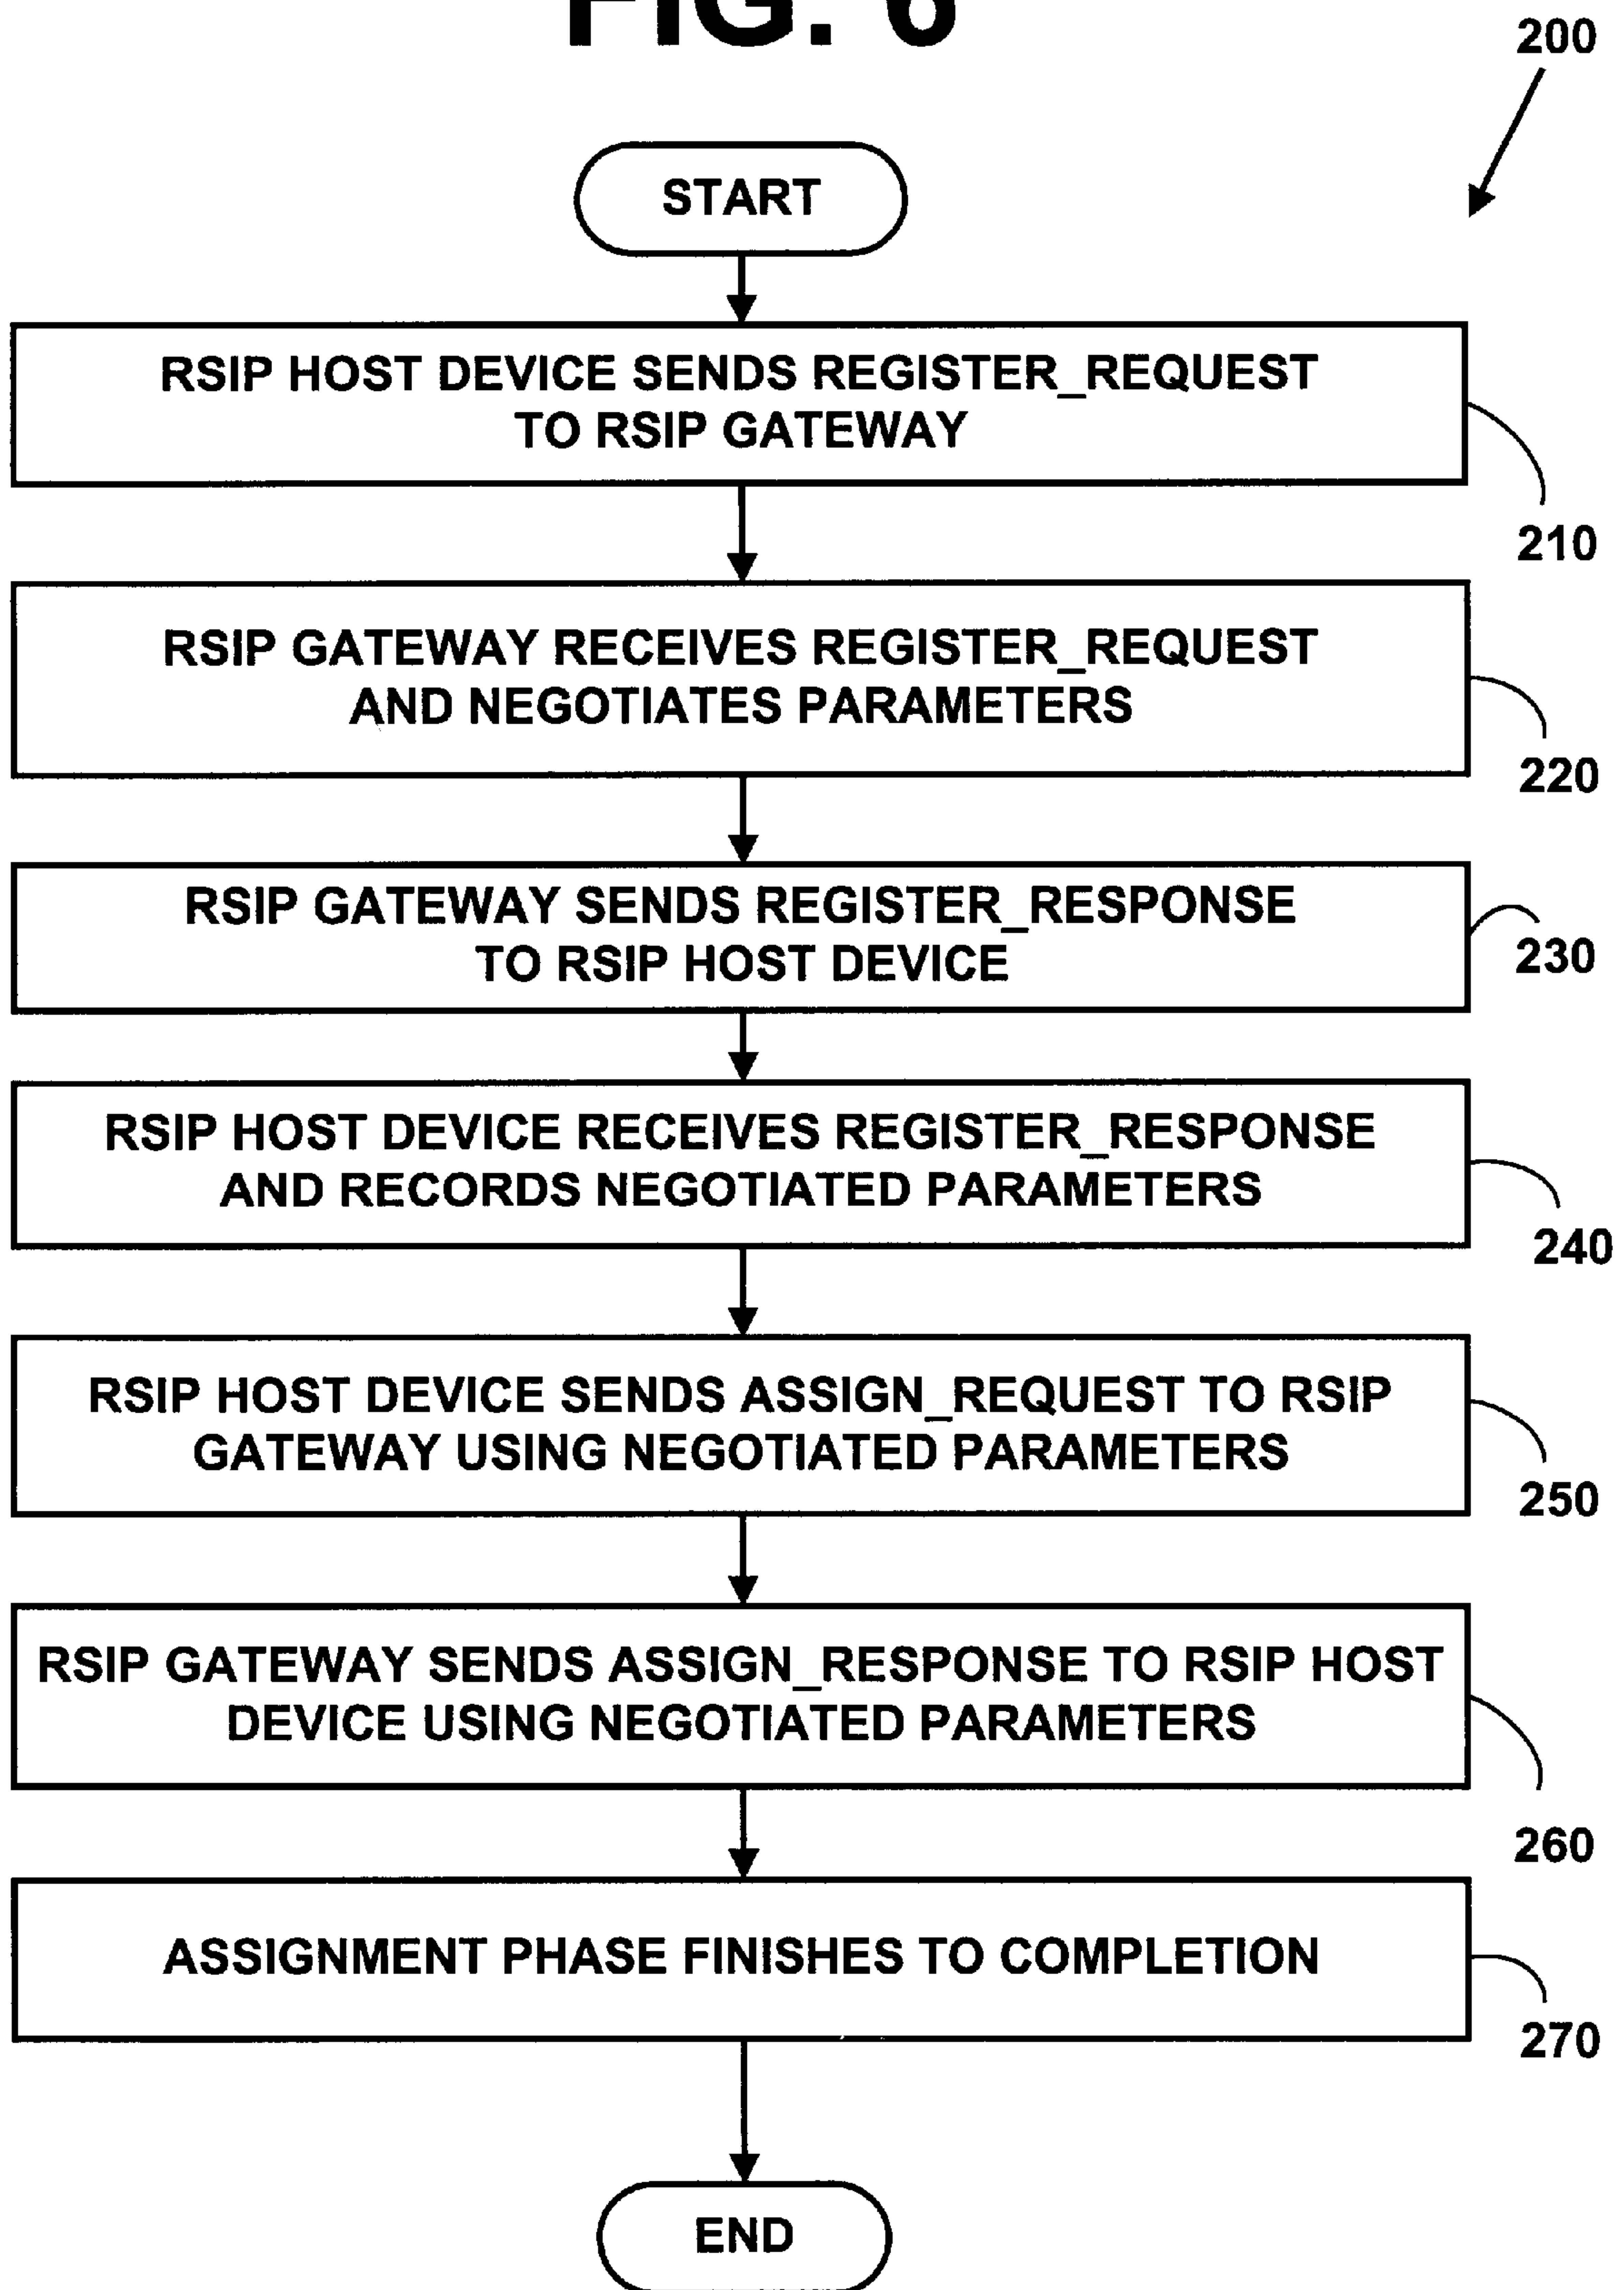 FIG. 6
200
START
RSIP HOST DEVICE SENDS REGISTER_REQUEST
TO RSIP GATEWAY
210
RSIP GATEWAY RECEIVES REGISTER_REQUEST
AND NEGOTIATES PARAMETERS
220
RSIP GATEWAY SENDS REGISTER_RESPONSE
TO RSIP HOST DEVICE
230
RSIP HOST DEVICE RECEIVES REGISTER_RESPONSE
AND RECORDS NEGOTIATED PARAMETERS
240
RSIP HOST DEVICE SENDS ASSIGN_REQUEST TO RSIP
GATEWAY USING NEGOTIATED PARAMETERS
250
RSIP GATEWAY SENDS ASSIGN_RESPONSE TO RSIP HOST
DEVICE USING NEGOTIATED PARAMETERS
260
ASSIGNMENT PHASE FINISHES TO COMPLETION
270
END